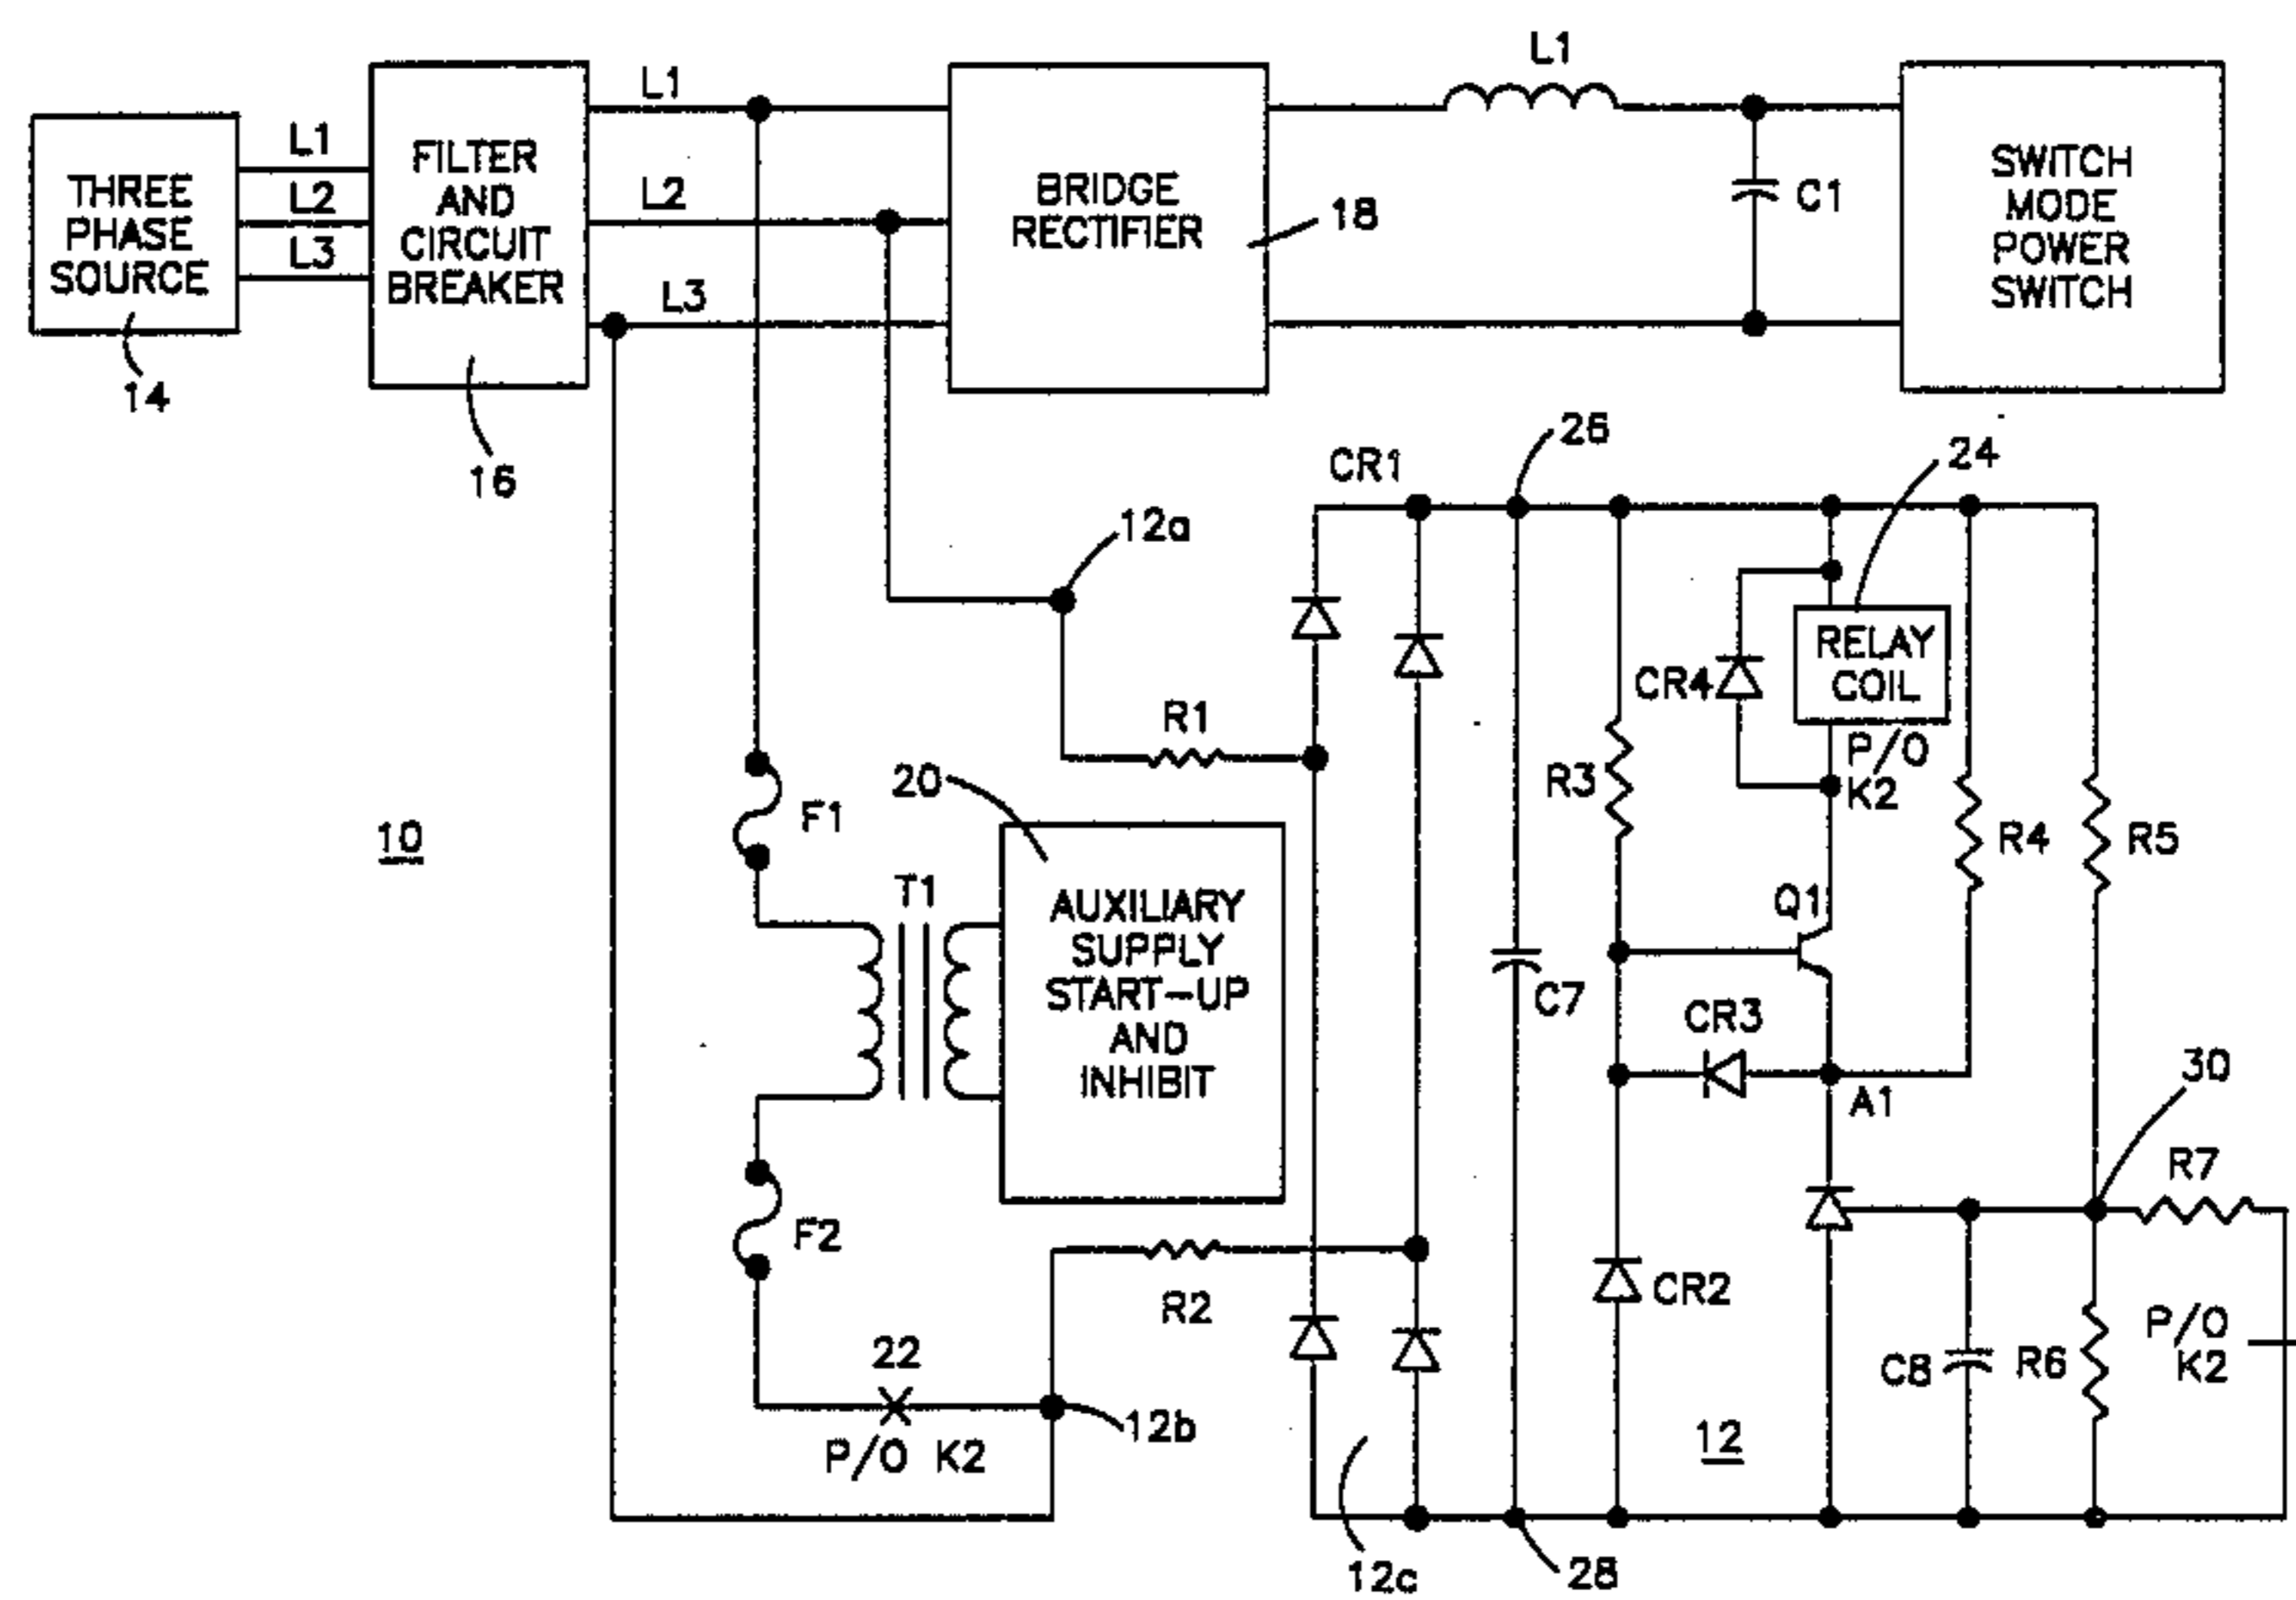 L1
L1
L2
L3
THREE
PHASE
SOURCE
14
FILTER
AND
CIRCUIT
BREAKER
16
L1
L2
L3
BRIDGE
RECTIFIER
18
C1
SWITCH
MODE
POWER
SWITCH
26
24
CR1
12a
RELAY
COIL
CR4
P/O
K2
R1
R3
R4
R5
20
F1
10
T1
AUXILIARY
SUPPLY
START-UP
AND
INHIBIT
Q1
C7
CR3
A1
30
R7
F2
R2
CR2
P/O
K2
C8
R6
22
P/O K2
12b
12
12c
28